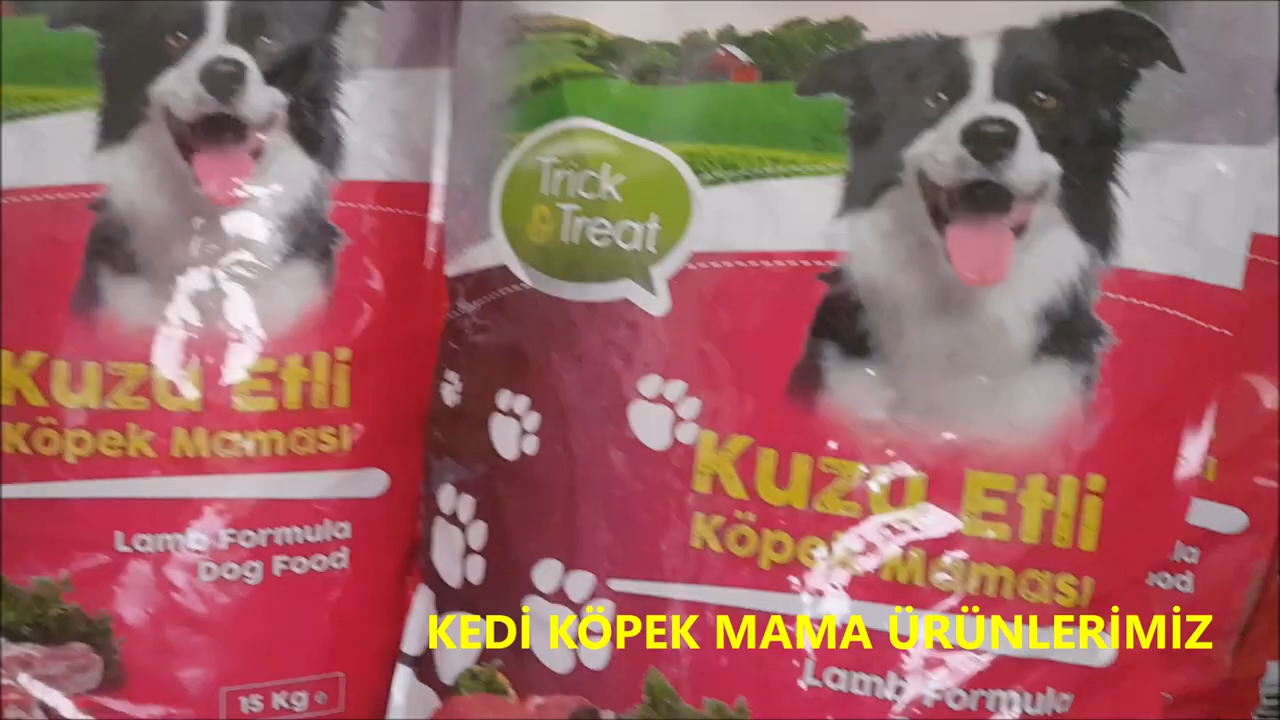 Kuzu Etli
Köpek Maması
Lamb Formula
Dog Food
15 Kg e
Trick
&Treat
Kuzu Etli
Köpek Maması
Lamb Formula
KEDİ KÖPEK MAMA ÜRÜNLERİMİZ